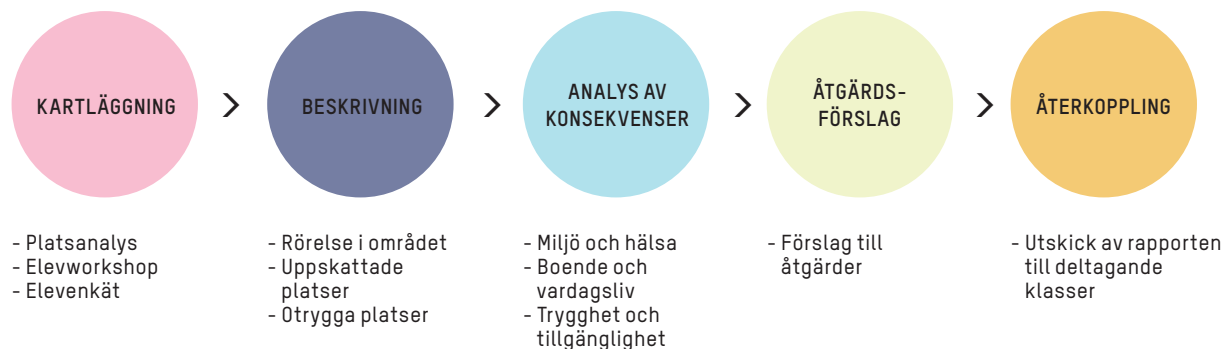 KARTLÄGGNING
>
BESKRIVNING
>
ANALYS AV
KONSEKVENSER
>
ÅTGÄRDS-
FÖRSLAG
>
ÅTERKOPPLING
- Platsanalys
- Elevworkshop
- Elevenkät
- Rörelse i området
- Uppskattade
platser
- Otrygga platser
- Miljö och hälsa
- Boende och
vardagsliv
- Trygghet och
tillgänglighet
- Förslag till
åtgärder
- Utskick av rapporten
till deltagande
klasser